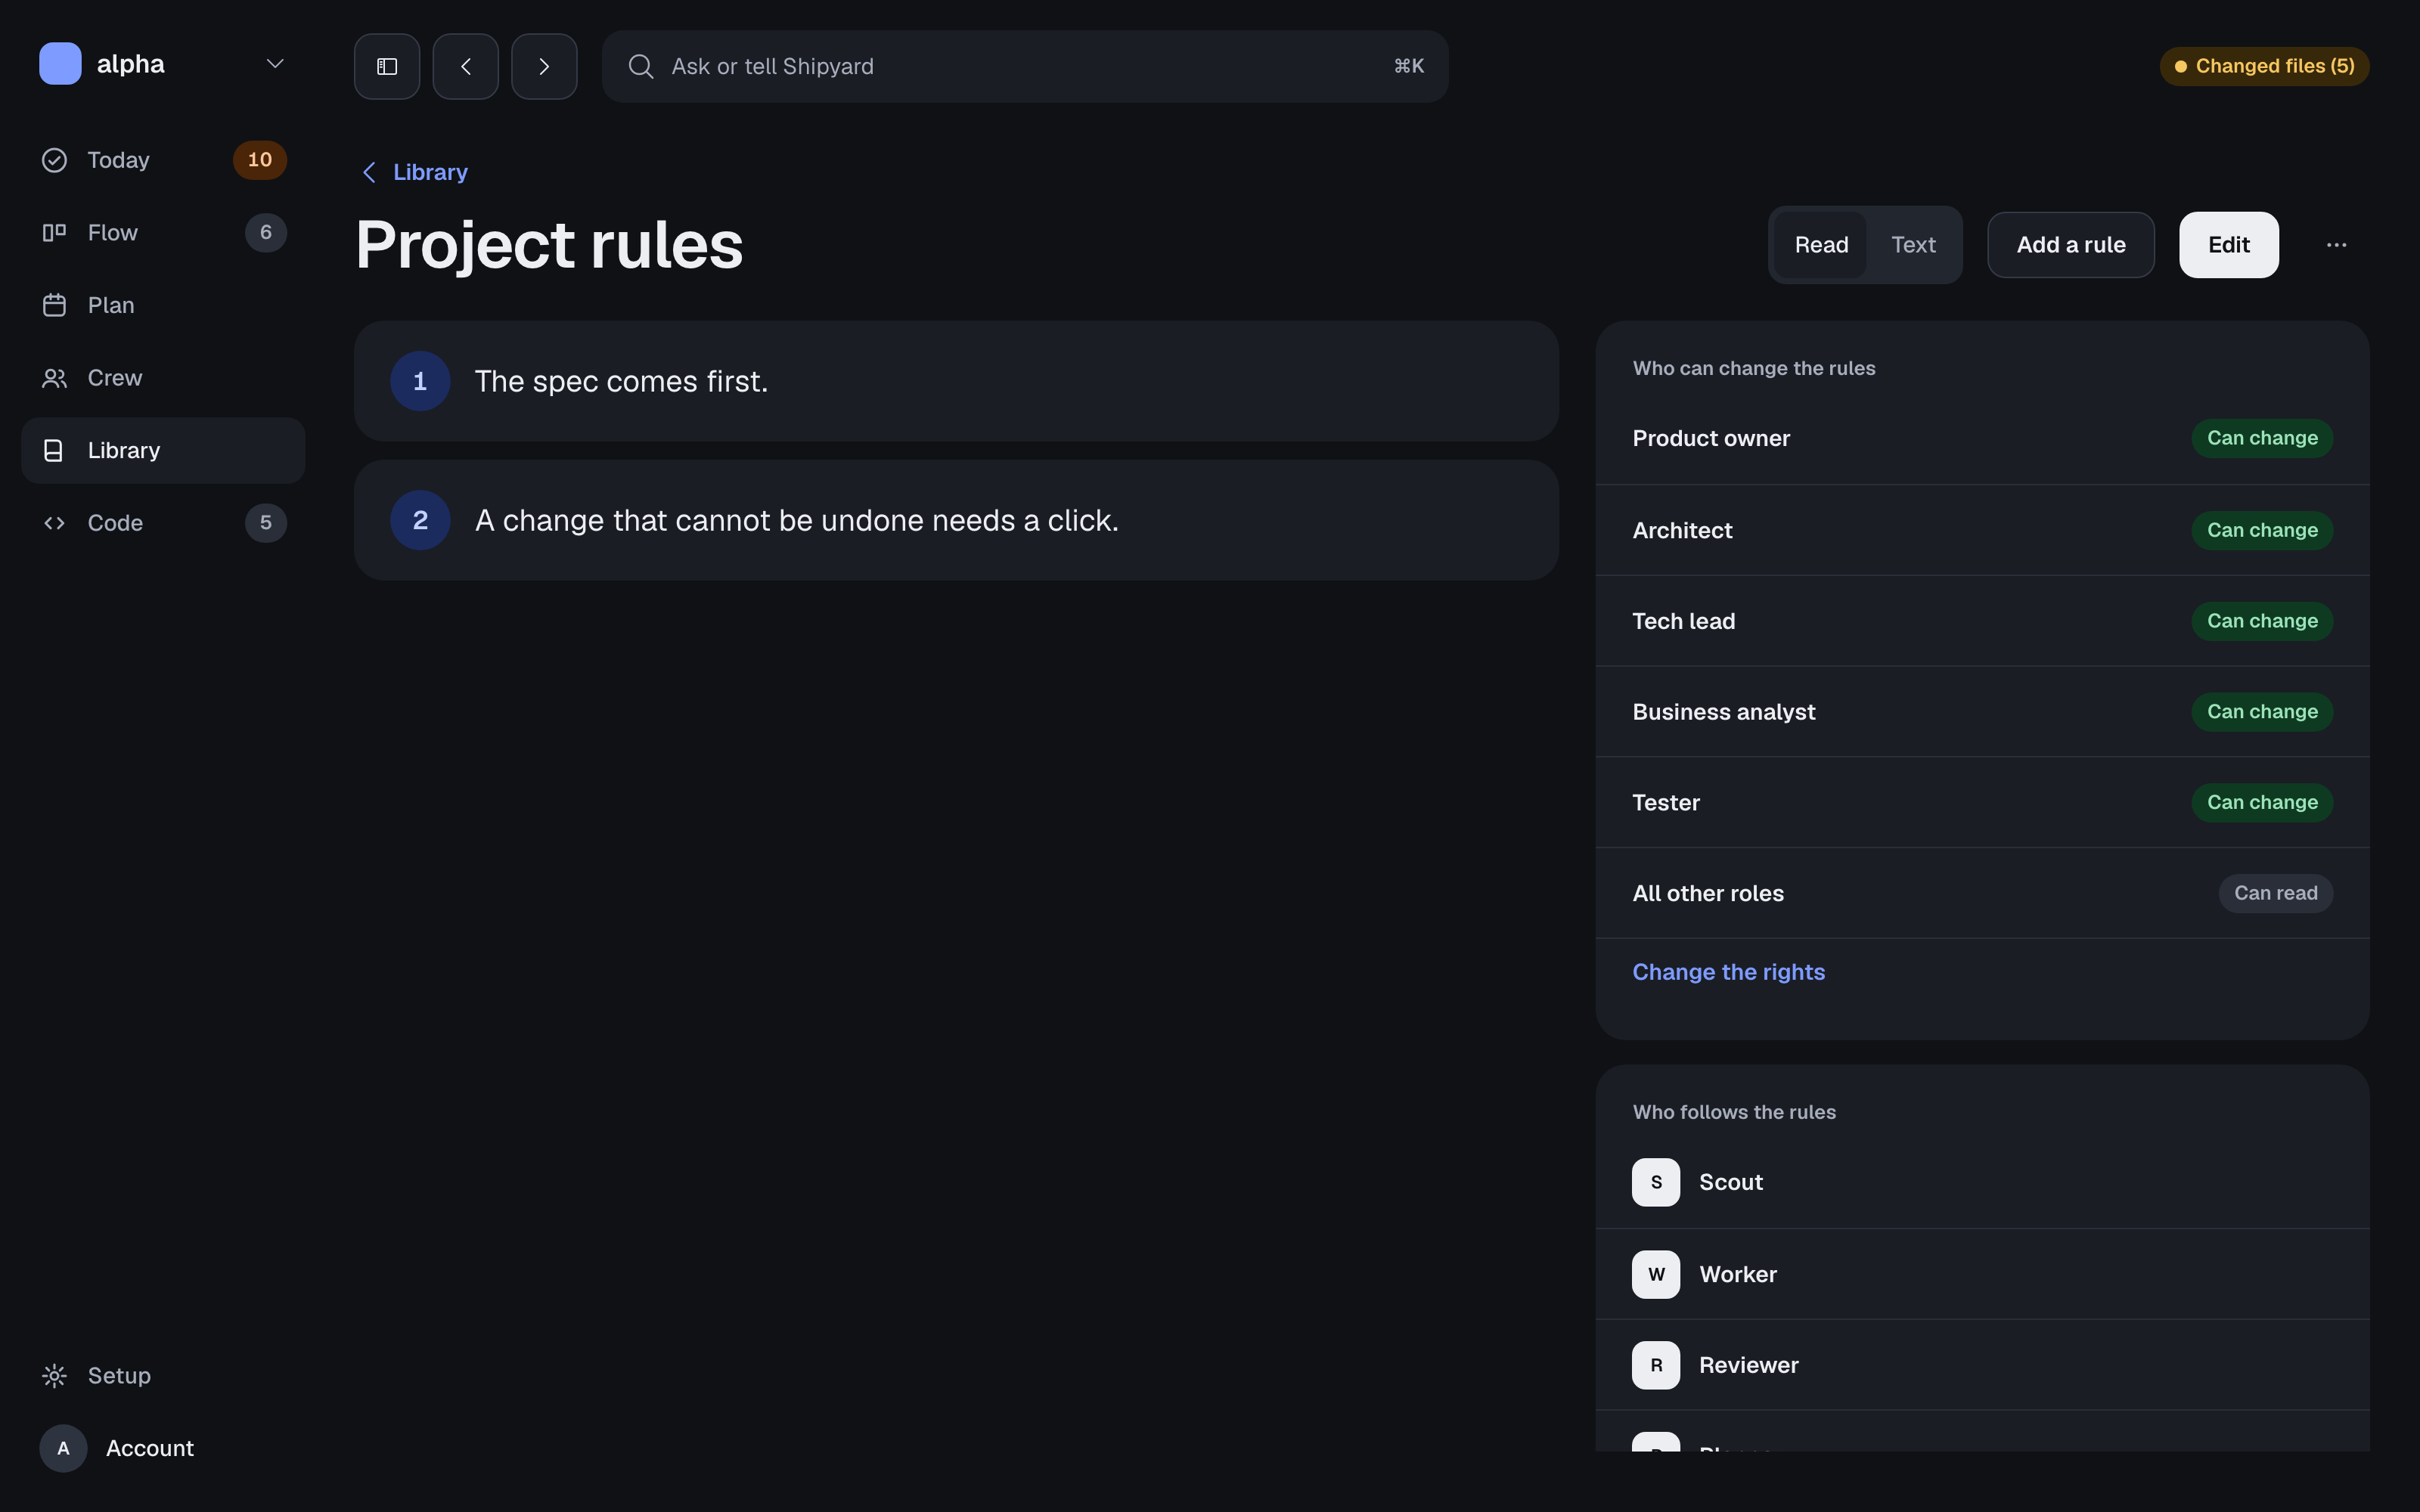 alpha
Ask or tell Shipyard
⌘K
Changed files (5)
Today
10
Flow
6
Plan
Crew
Library
Code
5
Setup
A
Account
Library
Project rules
Read
Text
Add a rule
Edit
1
The spec comes first.
2
A change that cannot be undone needs a click.
Who can change the rules
Product owner
Can change
Architect
Can change
Tech lead
Can change
Business analyst
Can change
Tester
Can change
All other roles
Can read
Change the rights
Who follows the rules
S
Scout
W
Worker
R
Reviewer